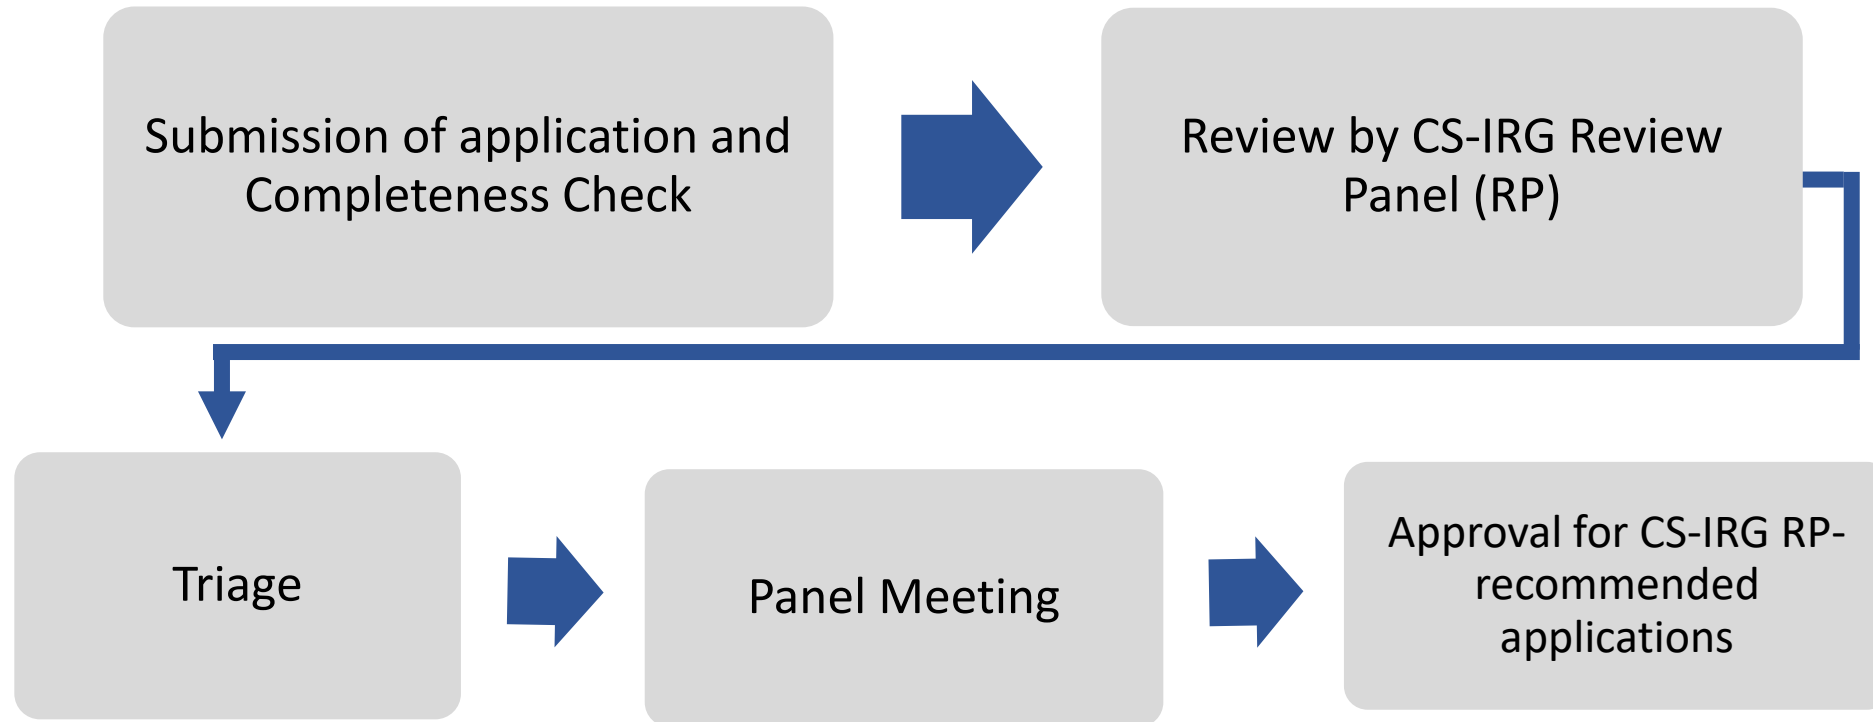 Submission of application and
Completeness Check
Review by CS-IRG Review
Panel (RP)
Triage
Panel Meeting
Approval for CS-IRG RP-
recommended
applications